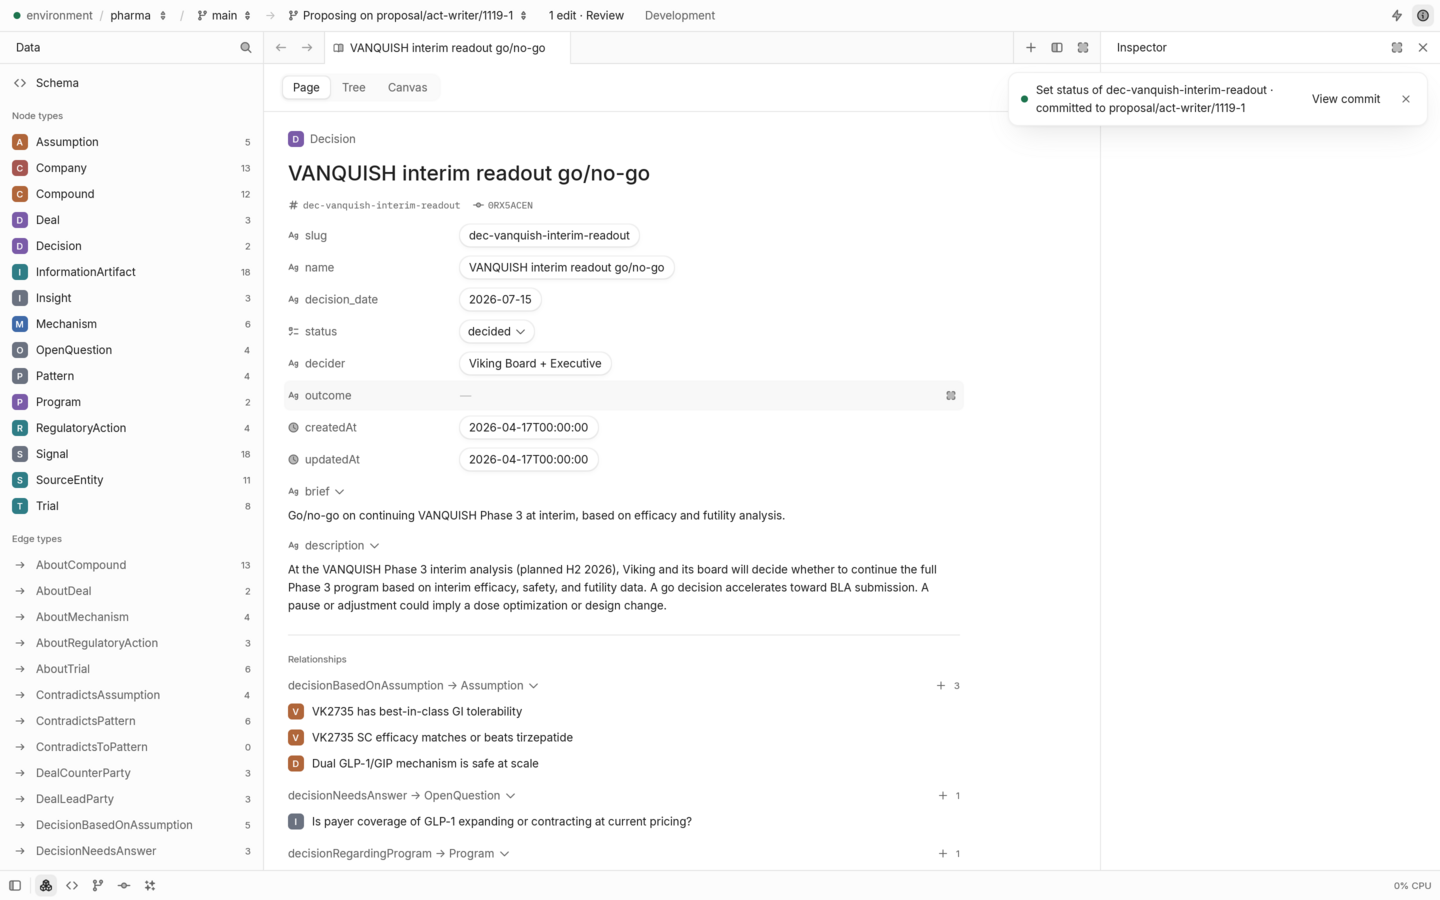 environment / pharma / main → Proposing on proposal/act-writer/1119-1 1 edit · Review Development
Data
VANQUISH interim readout go/no-go
Inspector
Schema
Node types
A Assumption 5
C Company 13
C Compound 12
D Deal 3
D Decision 2
I InformationArtifact 18
I Insight 3
M Mechanism 6
O OpenQuestion 4
P Pattern 4
P Program 2
R RegulatoryAction 4
S Signal 18
S SourceEntity 11
T Trial 8
Edge types
AboutCompound 13
AboutDeal 2
AboutMechanism 4
AboutRegulatoryAction 3
AboutTrial 6
ContradictsAssumption 4
ContradictsPattern 6
ContradictsToPattern 0
DealCounterParty 3
DealLeadParty 3
DecisionBasedOnAssumption 5
DecisionNeedsAnswer 3
Page Tree Canvas
D Decision
VANQUISH interim readout go/no-go
# dec-vanquish-interim-readout 0RX5ACEN
Ag slug dec-vanquish-interim-readout
Ag name VANQUISH interim readout go/no-go
Ag decision_date 2026-07-15
status decided
Ag decider Viking Board + Executive
Ag outcome —
createdAt 2026-04-17T00:00:00
updatedAt 2026-04-17T00:00:00
Ag brief
Go/no-go on continuing VANQUISH Phase 3 at interim, based on efficacy and futility analysis.
Ag description
At the VANQUISH Phase 3 interim analysis (planned H2 2026), Viking and its board will decide whether to continue the full
Phase 3 program based on interim efficacy, safety, and futility data. A go decision accelerates toward BLA submission. A
pause or adjustment could imply a dose optimization or design change.
Relationships
decisionBasedOnAssumption → Assumption + 3
V VK2735 has best-in-class GI tolerability
V VK2735 SC efficacy matches or beats tirzepatide
D Dual GLP-1/GIP mechanism is safe at scale
decisionNeedsAnswer → OpenQuestion + 1
I Is payer coverage of GLP-1 expanding or contracting at current pricing?
decisionRegardingProgram → Program + 1
Set status of dec-vanquish-interim-readout ·
committed to proposal/act-writer/1119-1
View commit
0% CPU